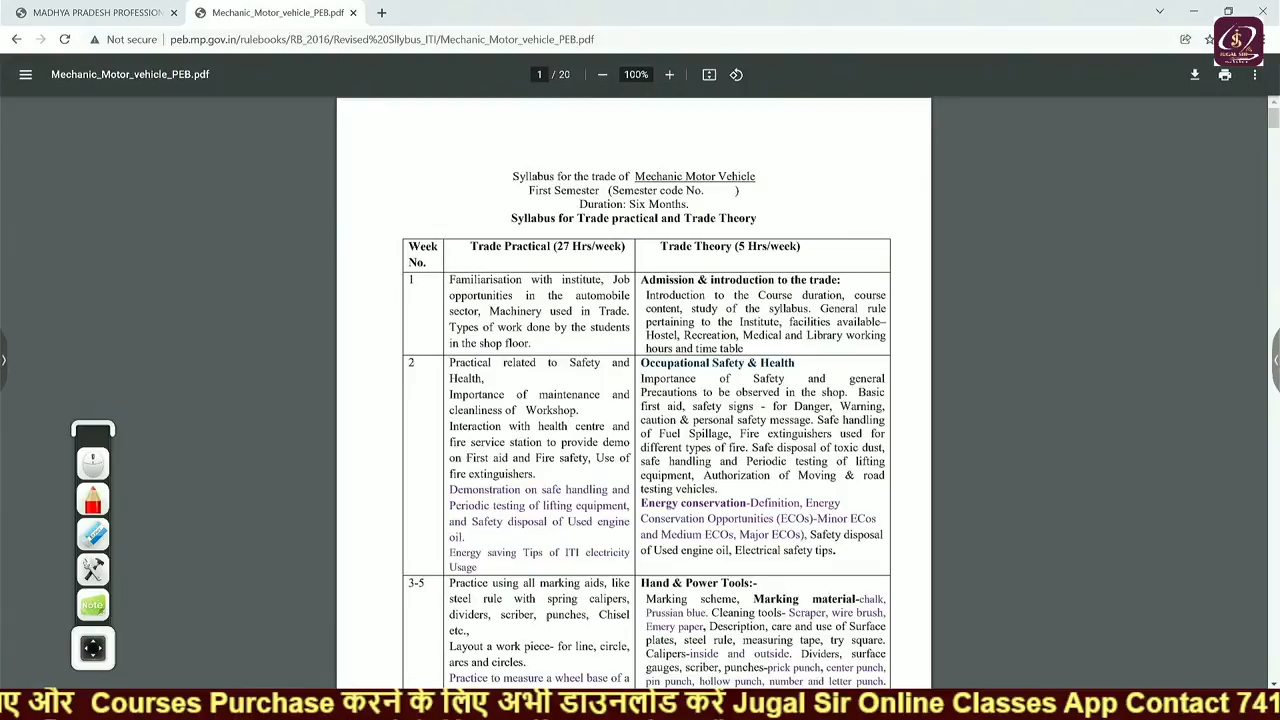 MADHYA PRADESH PROFESSION
Mechanic_Motor_vehicle_PEB.pdf
Not secure
peb.mp.gov.in/rulebooks/RB_2016/Revised%20Sllybus_ITI/Mechanic_Motor_vehicle_PEB.pdf
JUGAL SIR
Mechanic_Motor_vehicle_PEB.pdf
1 / 20
100%
Syllabus for the trade of Mechanic Motor Vehicle
First Semester (Semester code No. )
Duration: Six Months.
Syllabus for Trade practical and Trade Theory
Week No.
Trade Practical (27 Hrs/week)
Trade Theory (5 Hrs/week)
1
Familiarisation with institute, Job
opportunities in the automobile
sector, Machinery used in Trade.
Types of work done by the students
in the shop floor.
Admission & introduction to the trade:
Introduction to the Course duration, course
content, study of the syllabus. General rule
pertaining to the Institute, facilities available–
Hostel, Recreation, Medical and Library working
hours and time table
2
Practical related to Safety and
Health,
Importance of maintenance and
cleanliness of Workshop.
Interaction with health centre and
fire service station to provide demo
on First aid and Fire safety, Use of
fire extinguishers.
Demonstration on safe handling and
Periodic testing of lifting equipment,
and Safety disposal of Used engine
oil.
Energy saving Tips of ITI electricity
Usage
Occupational Safety & Health
Importance of Safety and general
Precautions to be observed in the shop. Basic
first aid, safety signs - for Danger, Warning,
caution & personal safety message. Safe handling
of Fuel Spillage, Fire extinguishers used for
different types of fire. Safe disposal of toxic dust,
safe handling and Periodic testing of lifting
equipment, Authorization of Moving & road
testing vehicles.
Energy conservation-Definition, Energy
Conservation Opportunities (ECOs)-Minor ECos
and Medium ECOs, Major ECOs), Safety disposal
of Used engine oil, Electrical safety tips.
3-5
Practice using all marking aids, like
steel rule with spring calipers,
dividers, scriber, punches, Chisel
etc.,
Layout a work piece- for line, circle,
arcs and circles.
Practice to measure a wheel base of a
Hand & Power Tools:-
Marking scheme, Marking material-chalk,
Prussian blue. Cleaning tools- Scraper, wire brush,
Emery paper, Description, care and use of Surface
plates, steel rule, measuring tape, try square.
Calipers-inside and outside. Dividers, surface
gauges, scriber, punches-prick punch, center punch,
pin punch, hollow punch, number and letter punch.
Note
ए और Courses Purchase करने के लिए अभी डाउनलोड करें Jugal Sir Online Classes App Contact 741